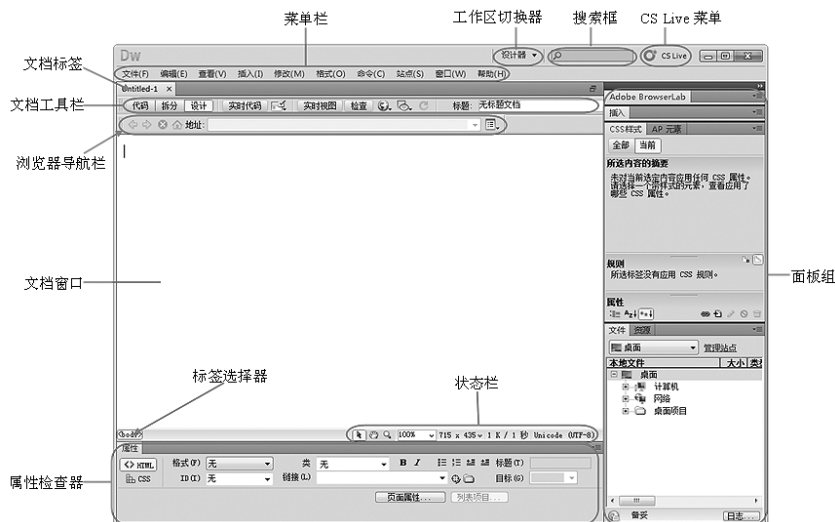 菜单栏
工作区切换器
搜索框
CS Live 菜单
文档标签
Dw
设计器
CS Live
文件(F) 编辑(E) 查看(V) 插入(I) 修改(M) 格式(O) 命令(C) 站点(S) 窗口(W) 帮助(H)
Untitled-1 ×
文档工具栏
代码 拆分 设计 实时代码 实时视图 检查 标题: 无标题文档
地址:
浏览器导航栏
Adobe BrowserLab
插入
CSS样式 AP 元素
全部 当前
所选内容的摘要
未对当前选定内容应用任何 CSS 属性。
请选择一个带样式的元素,查看应用了
哪些 CSS 属性。
规则
所选标签没有应用 CSS 规则。
面板组
文档窗口
属性
文件 资源
桌面 管理站点
本地文件 大小
桌面
计算机
网络
桌面项目
标签选择器
状态栏
<body>
100% 715 x 435 1 K / 1 秒 Unicode (UTF-8)
属性
属性检查器
<> HTML 格式(F) 无 类 无 B I 标题(T)
CSS ID(I) 无 链接(L) 目标(G)
页面属性... 列表项目...
备妥 日志...